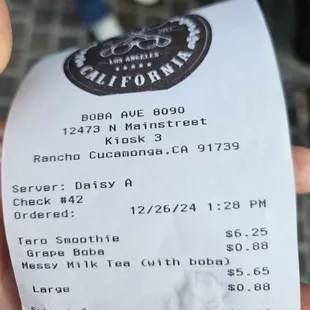 LOS ANGELES
CALIFORNIA
BOBA AVE 8090
12473 N Mainstreet
Kiosk 3
Rancho Cucamonga,CA 91739
Server: Daisy A
Check #42
Ordered: 12/26/24 1:28 PM
Taro Smoothie $6.25
Grape Boba $0.88
Messy Milk Tea (with boba)
$5.65
Large $0.88